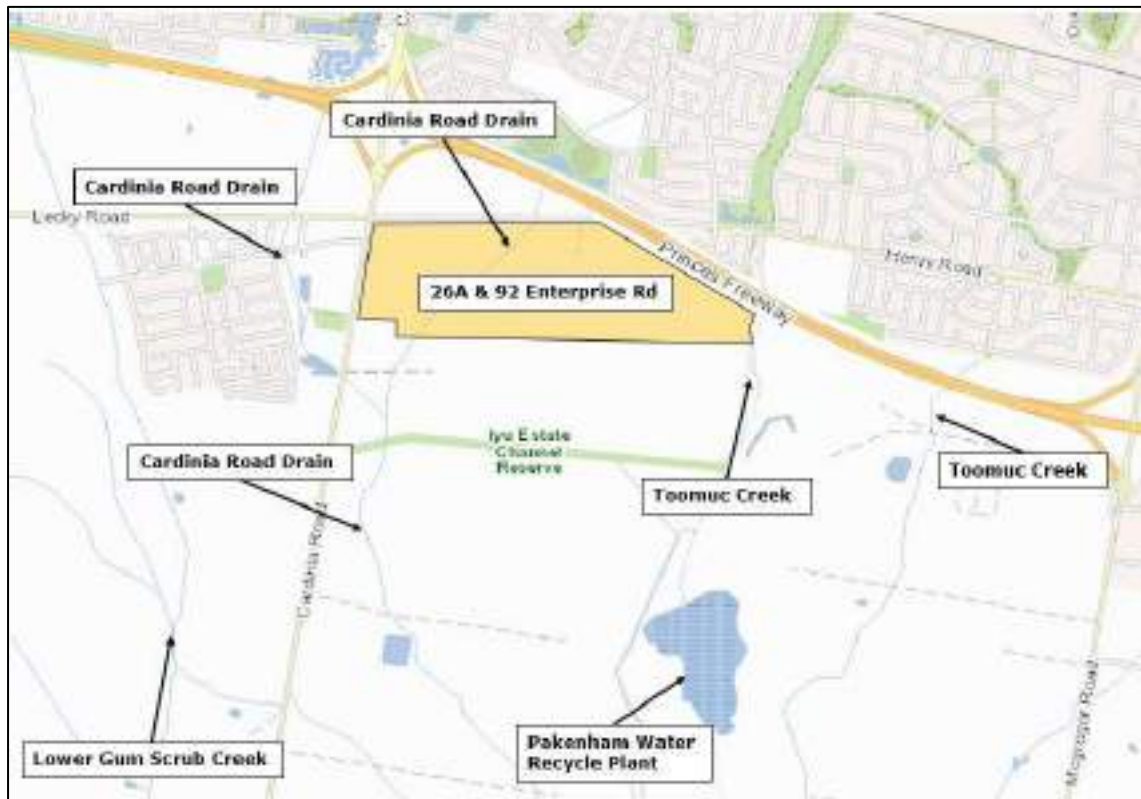 Cardinia Road Drain
Cardinia Road Drain
Lecky Road
26A & 92 Enterprise Rd
Princes Freeway
Henry Road
Iyu Estate
Channel
Reserve
Cardinia Road Drain
Toomuc Creek
Toomuc Creek
Cardinia Road
Lower Gum Scrub Creek
Pakenham Water
Recycle Plant
Mcgregor Road